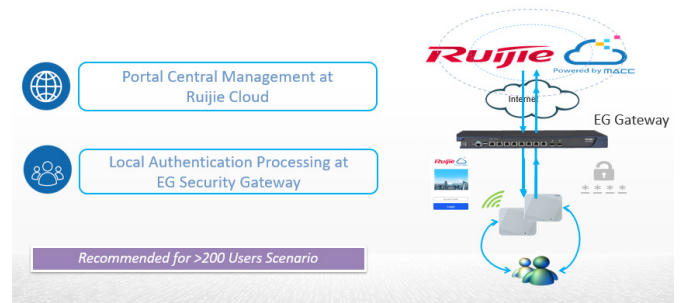 Portal Central Management at
Ruijie Cloud
Local Authentication Processing at
EG Security Gateway
Recommended for >200 Users Scenario
Ruijie
Powered by MACC
Internet
EG Gateway
Ruijie
* * * *